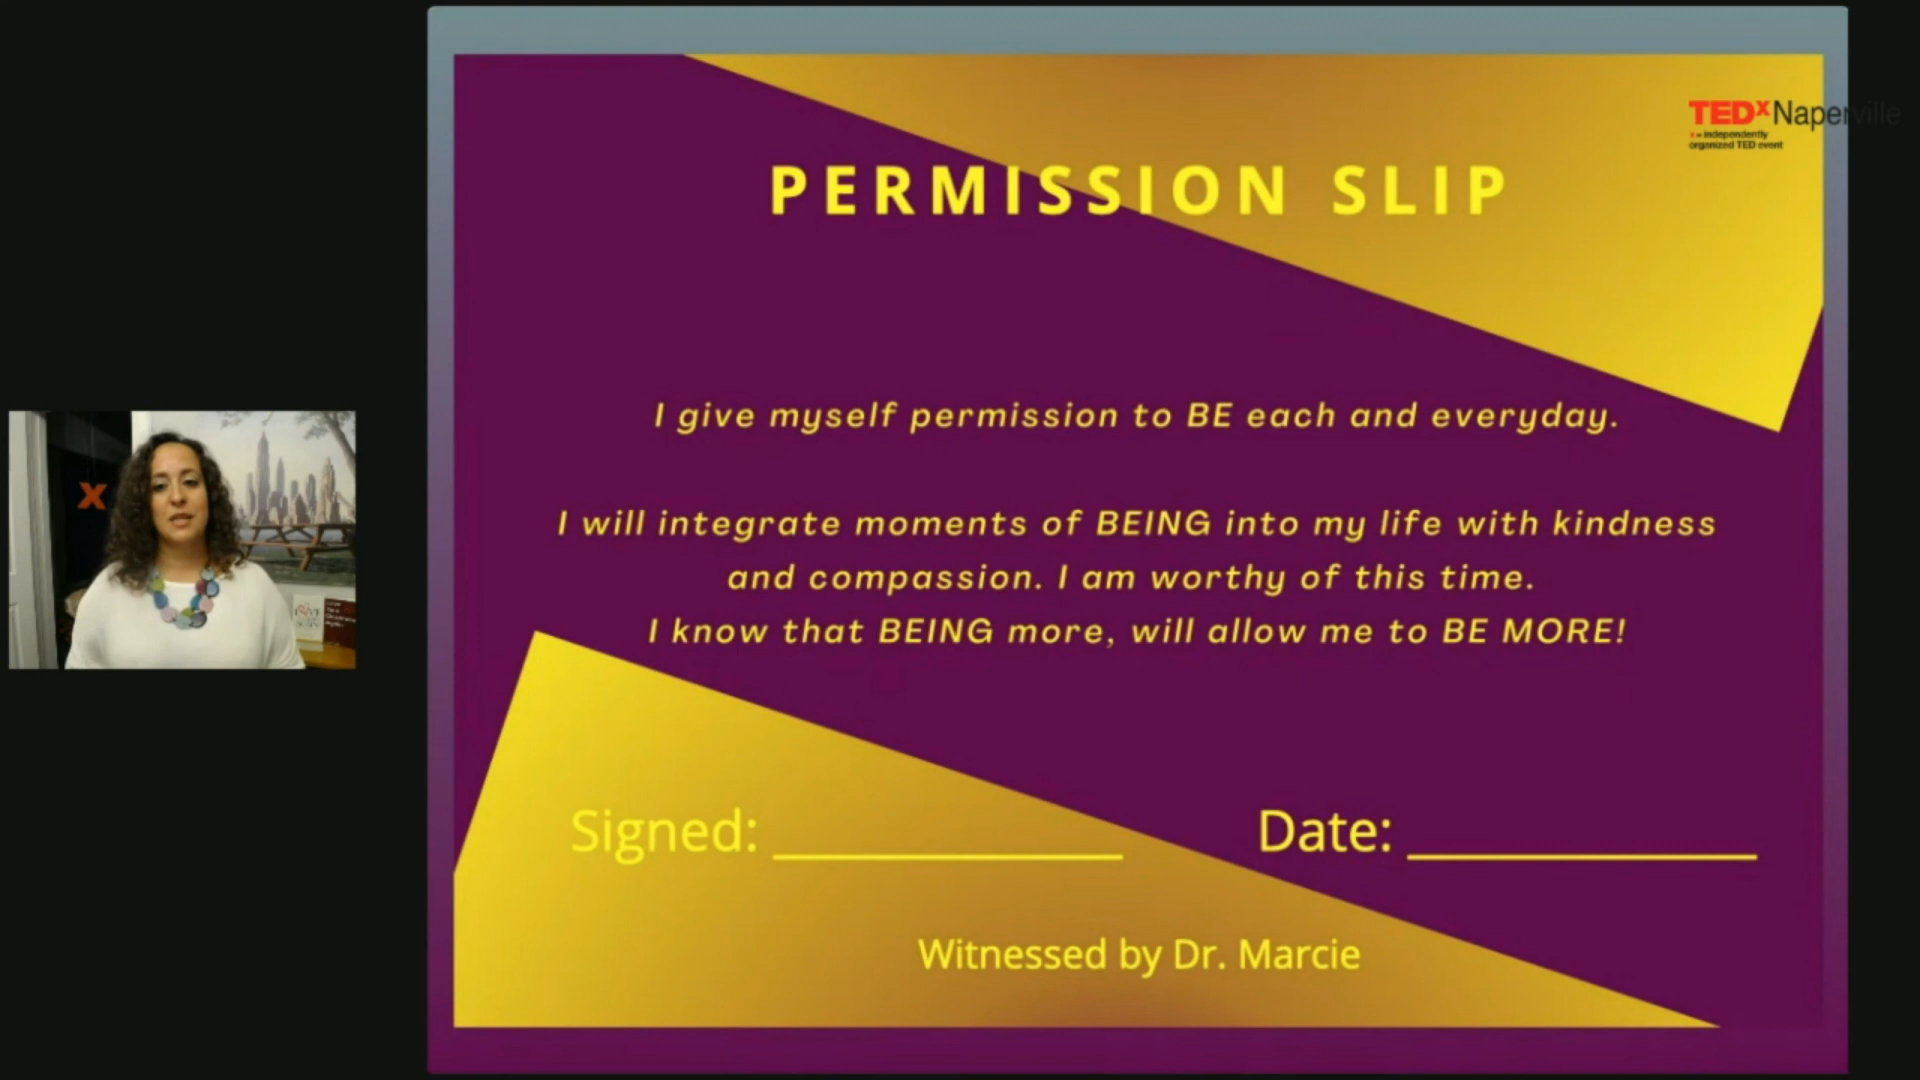 TEDxNaperville
x = independently
organized TED event
PERMISSION SLIP
I give myself permission to BE each and everyday.
I will integrate moments of BEING into my life with kindness
and compassion. I am worthy of this time.
I know that BEING more, will allow me to BE MORE!
Signed: Date:
Witnessed by Dr. Marcie
X